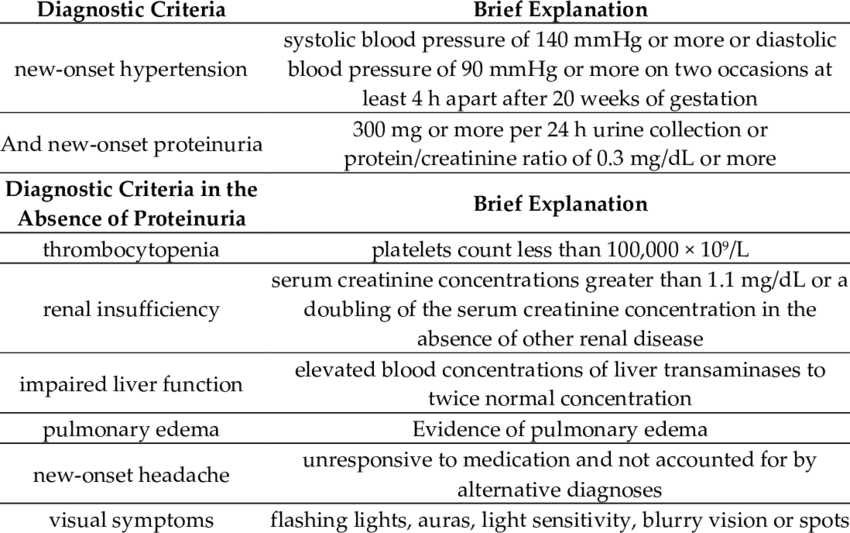 Diagnostic Criteria Brief Explanation
new-onset hypertension
systolic blood pressure of 140 mmHg or more or diastolic
blood pressure of 90 mmHg or more on two occasions at
least 4 h apart after 20 weeks of gestation
And new-onset proteinuria
300 mg or more per 24 h urine collection or
protein/creatinine ratio of 0.3 mg/dL or more
Diagnostic Criteria in the
Absence of Proteinuria
Brief Explanation
thrombocytopenia platelets count less than 100,000 × 10⁹/L
renal insufficiency
serum creatinine concentrations greater than 1.1 mg/dL or a
doubling of the serum creatinine concentration in the
absence of other renal disease
impaired liver function
elevated blood concentrations of liver transaminases to
twice normal concentration
pulmonary edema Evidence of pulmonary edema
new-onset headache
unresponsive to medication and not accounted for by
alternative diagnoses
visual symptoms flashing lights, auras, light sensitivity, blurry vision or spots